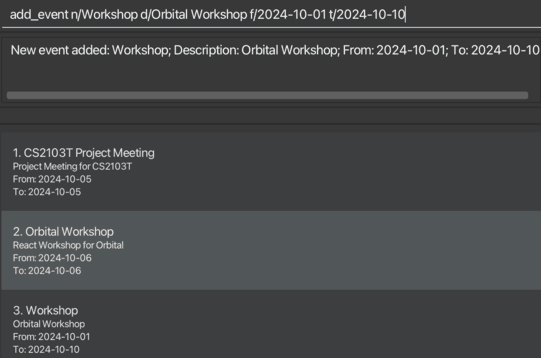 add_event n/Workshop d/Orbital Workshop f/2024-10-01 t/2024-10-10
New event added: Workshop; Description: Orbital Workshop; From: 2024-10-01; To: 2024-10-10
1. CS2103T Project Meeting
Project Meeting for CS2103T
From: 2024-10-05
To: 2024-10-05
2. Orbital Workshop
React Workshop for Orbital
From: 2024-10-06
To: 2024-10-06
3. Workshop
Orbital Workshop
From: 2024-10-01
To: 2024-10-10